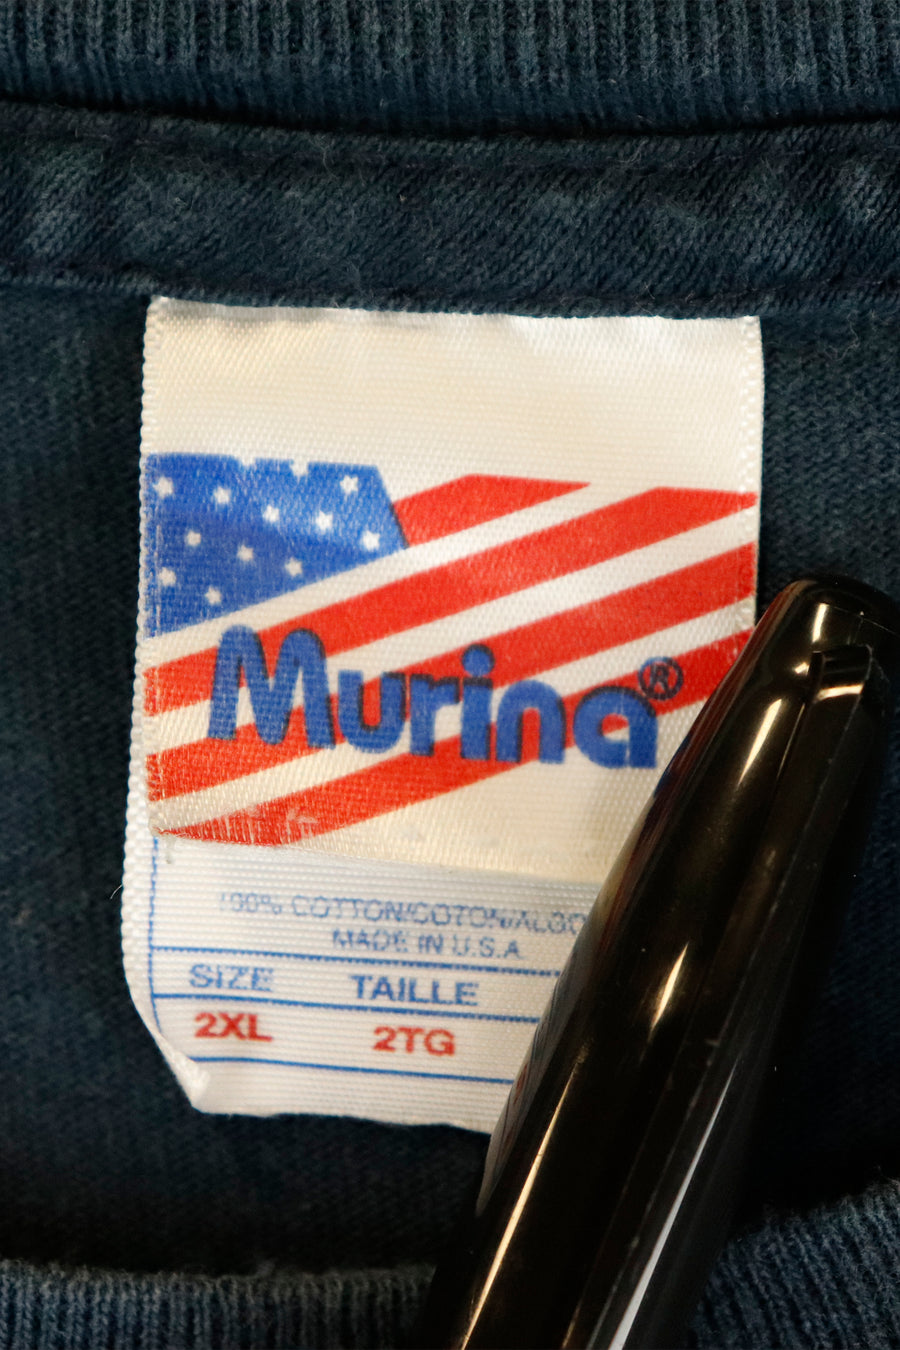 Murina®
100% COTTON/COTON/ALGO
MADE IN U.S.A
SIZE TAILLE
2XL 2TG